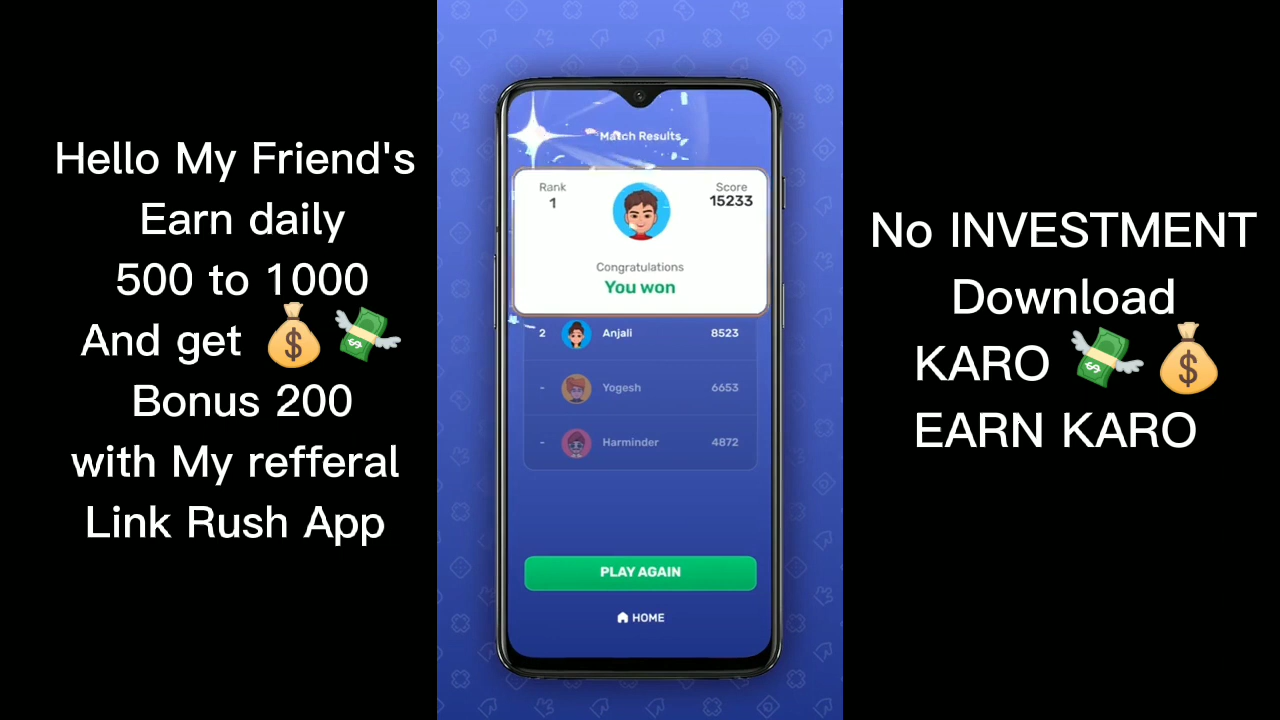 Hello My Friend's
Earn daily
500 to 1000
And get 💰💸
Bonus 200
with My refferal
Link Rush App
Match Results
Rank
1
Score
15233
Congratulations
You won
2 Anjali 8523
- Yogesh 6653
- Harminder 4872
PLAY AGAIN
HOME
No INVESTMENT
Download
KARO 💸💰
EARN KARO